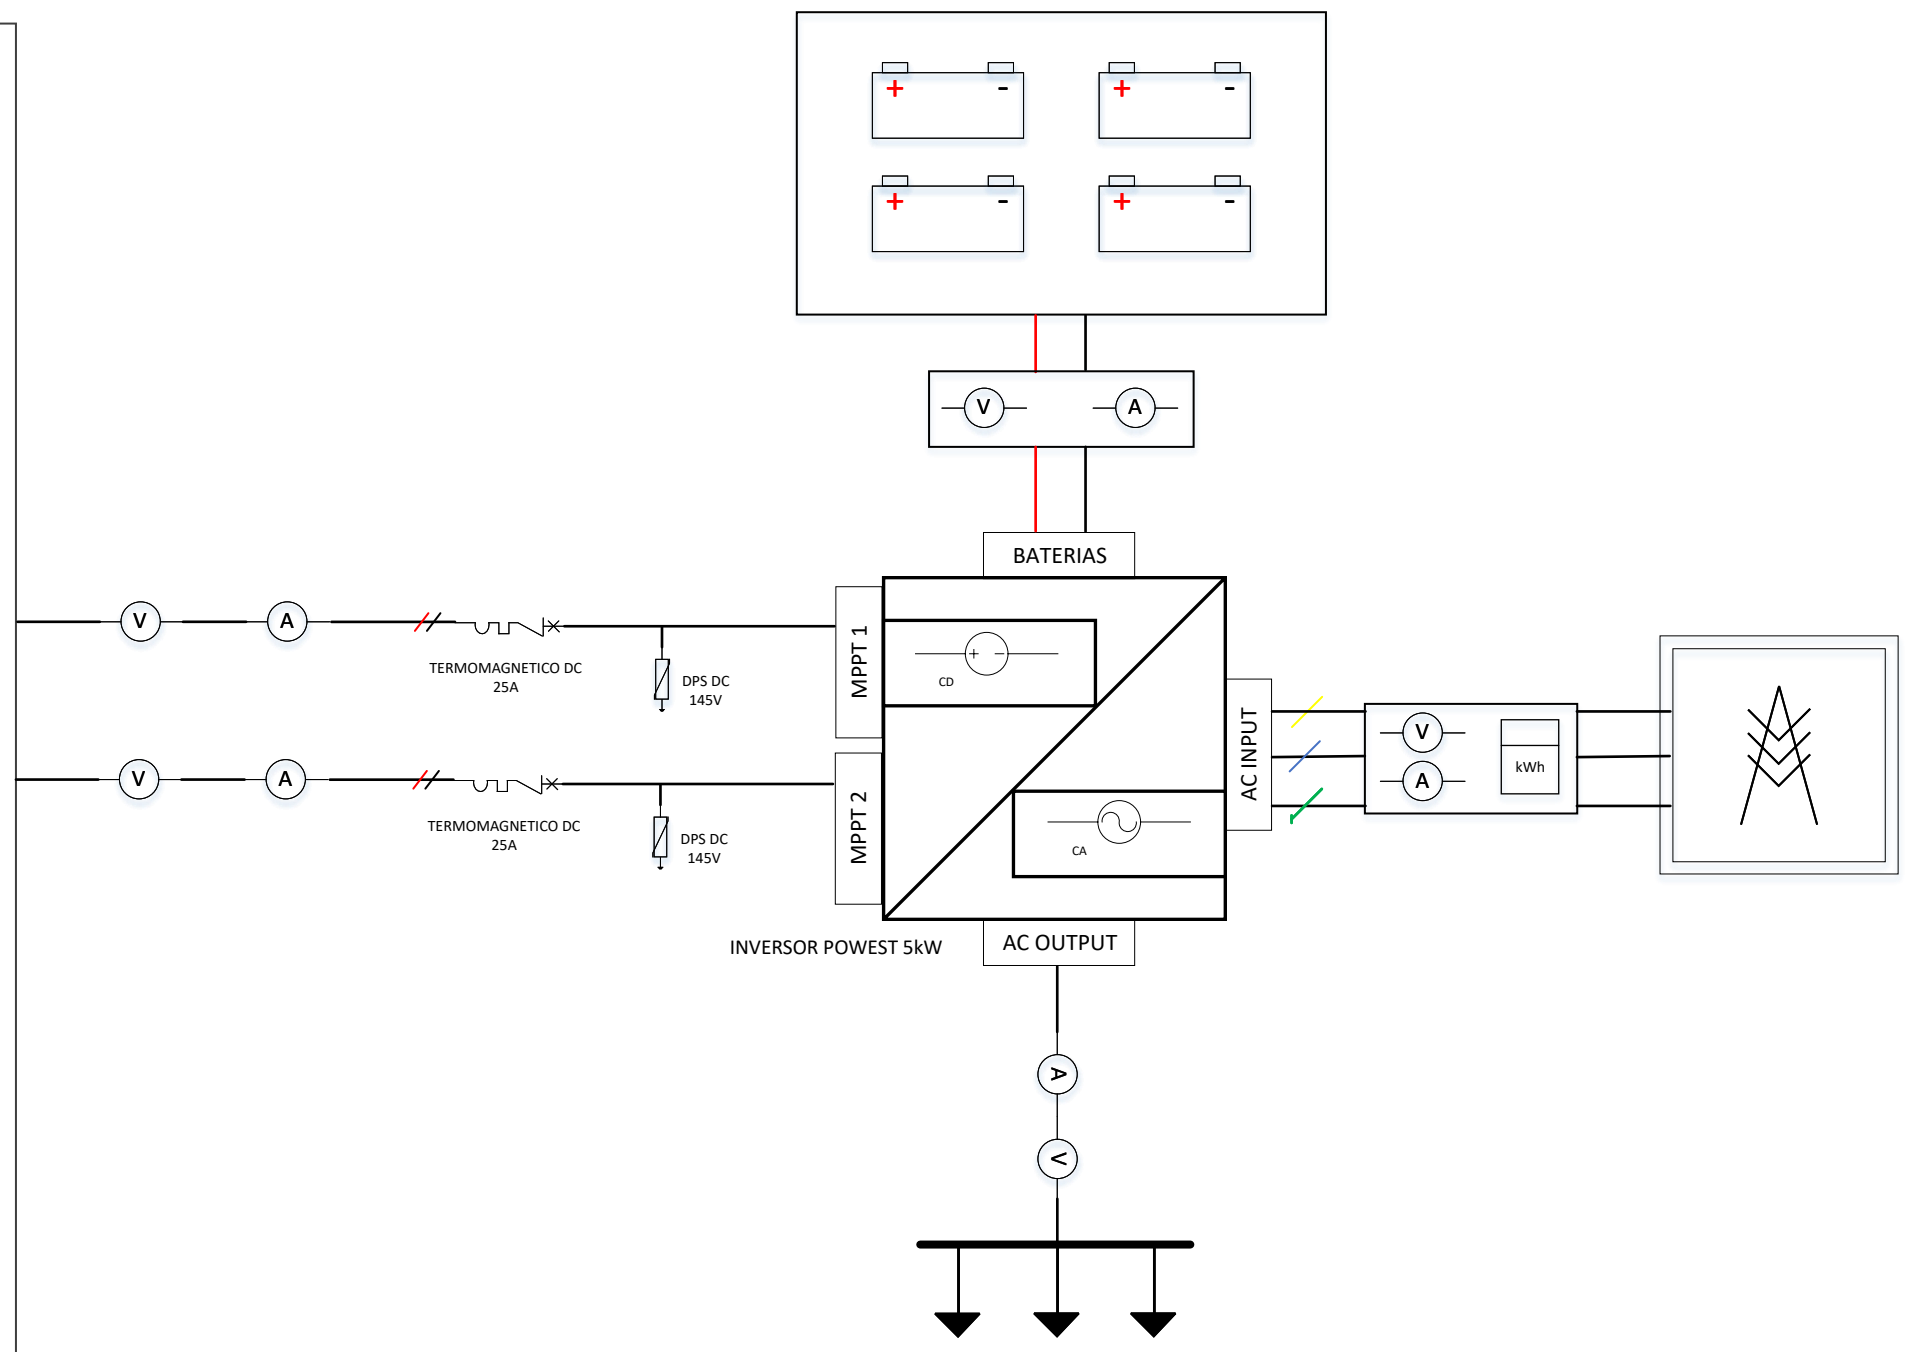 + - + -
+ - + -
V A
BATERIAS
V A
TERMOMAGNETICO DC
25A
DPS DC
145V
MPPT 1
+ -
CD
V A
TERMOMAGNETICO DC
25A
DPS DC
145V
MPPT 2
CA
AC INPUT
V
A
kWh
INVERSOR POWEST 5kW
AC OUTPUT
A
V